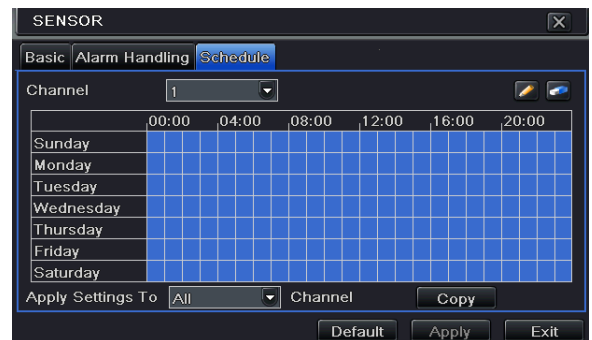 SENSOR
Basic Alarm Handling Schedule
Channel 1
00:00 04:00 08:00 12:00 16:00 20:00
Sunday
Monday
Tuesday
Wednesday
Thursday
Friday
Saturday
Apply Settings To All Channel Copy
Default Apply Exit